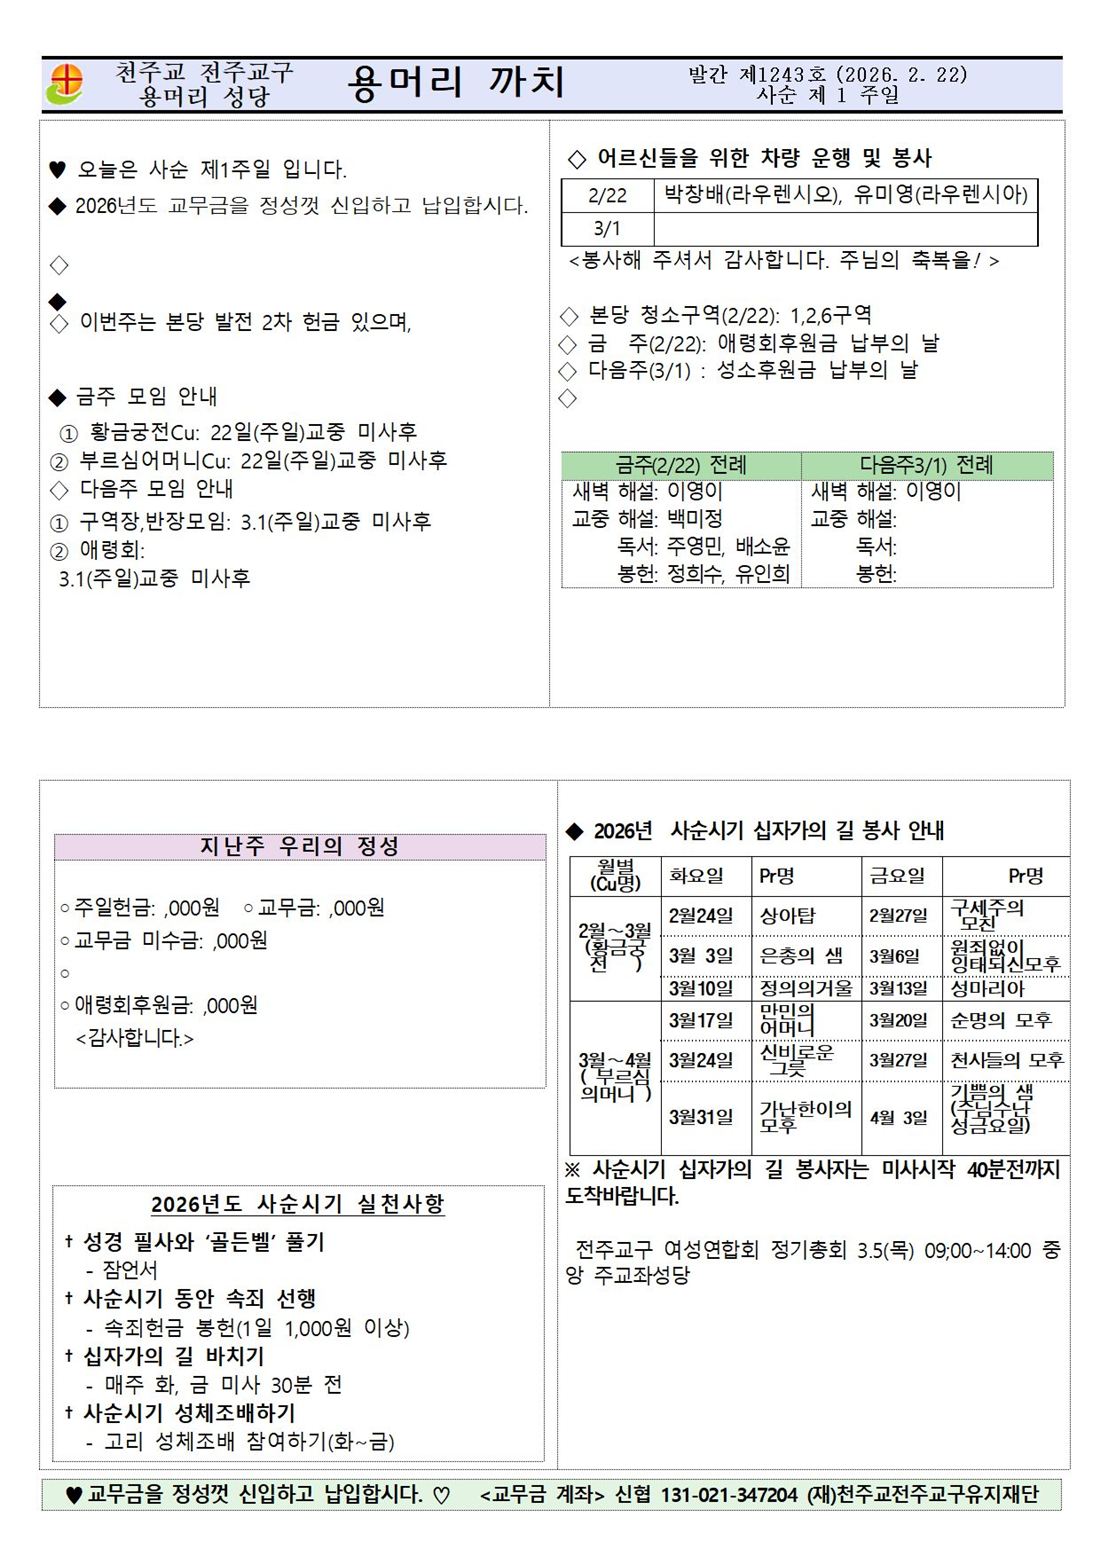 천주교 전주교구
용머리 성당
용머리 까치
발간 제1243호 (2026. 2. 22)
사순 제 1 주일
♥ 오늘은 사순 제1주일 입니다.
◆ 2026년도 교무금을 정성껏 신입하고 납입합시다.
◇
◆
◇ 이번주는 본당 발전 2차 헌금 있으며,
◆ 금주 모임 안내
① 황금궁전Cu: 22일(주일)교중 미사후
② 부르심어머니Cu: 22일(주일)교중 미사후
◇ 다음주 모임 안내
① 구역장,반장모임: 3.1(주일)교중 미사후
② 애령회:
3.1(주일)교중 미사후
◇ 어르신들을 위한 차량 운행 및 봉사
2/22 박창배(라우렌시오), 유미영(라우렌시아)
3/1
<봉사해 주셔서 감사합니다. 주님의 축복을! >
◇ 본당 청소구역(2/22): 1,2,6구역
◇ 금 주(2/22): 애령회후원금 납부의 날
◇ 다음주(3/1) : 성소후원금 납부의 날
◇
금주(2/22) 전례 다음주3/1) 전례
새벽 해설: 이영이 새벽 해설: 이영이
교중 해설: 백미정 교중 해설:
독서: 주영민, 배소윤 독서:
봉헌: 정희수, 유인희 봉헌:
지난주 우리의 정성
○ 주일헌금: ,000원 ○ 교무금: ,000원
○ 교무금 미수금: ,000원
○
○ 애령회후원금: ,000원
<감사합니다.>
2026년도 사순시기 실천사항
† 성경 필사와 ‘골든벨’ 풀기
- 잠언서
† 사순시기 동안 속죄 선행
- 속죄헌금 봉헌(1일 1,000원 이상)
† 십자가의 길 바치기
- 매주 화, 금 미사 30분 전
† 사순시기 성체조배하기
- 고리 성체조배 참여하기(화~금)
◆ 2026년 사순시기 십자가의 길 봉사 안내
월별
(Cu명)
화요일 Pr명 금요일 Pr명
2월～3월
(황금궁
전 )
2월24일 상아탑 2월27일 구세주의
모친
3월 3일 은총의 샘 3월6일 원죄없이
잉태되신모후
3월10일 정의의거울 3월13일 성마리아
3월～4월
( 부르심
의머니 )
3월17일 만민의
어머니
3월20일 순명의 모후
3월24일 신비로운
그릇
3월27일 천사들의 모후
3월31일 가난한이의
모후
4월 3일 기쁨의 샘
(주님수난
성금요일)
※ 사순시기 십자가의 길 봉사자는 미사시작 40분전까지
도착바랍니다.
전주교구 여성연합회 정기총회 3.5(목) 09;00~14:00 중
앙 주교좌성당
♥ 교무금을 정성껏 신입하고 납입합시다. ♡ <교무금 계좌> 신협 131-021-347204 (재)천주교전주교구유지재단